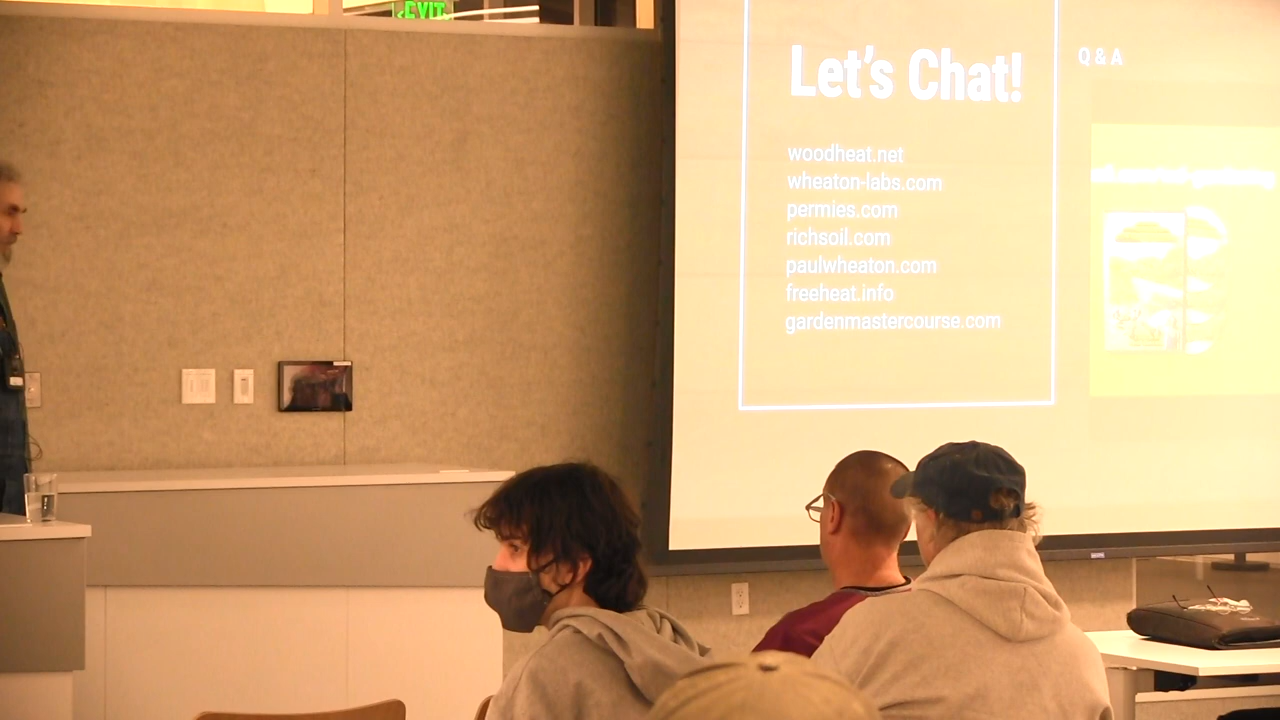 EXIT
Let's Chat!
Q & A
woodheat.net
wheaton-labs.com
permies.com
richsoil.com
paulwheaton.com
freeheat.info
gardenmastercourse.com